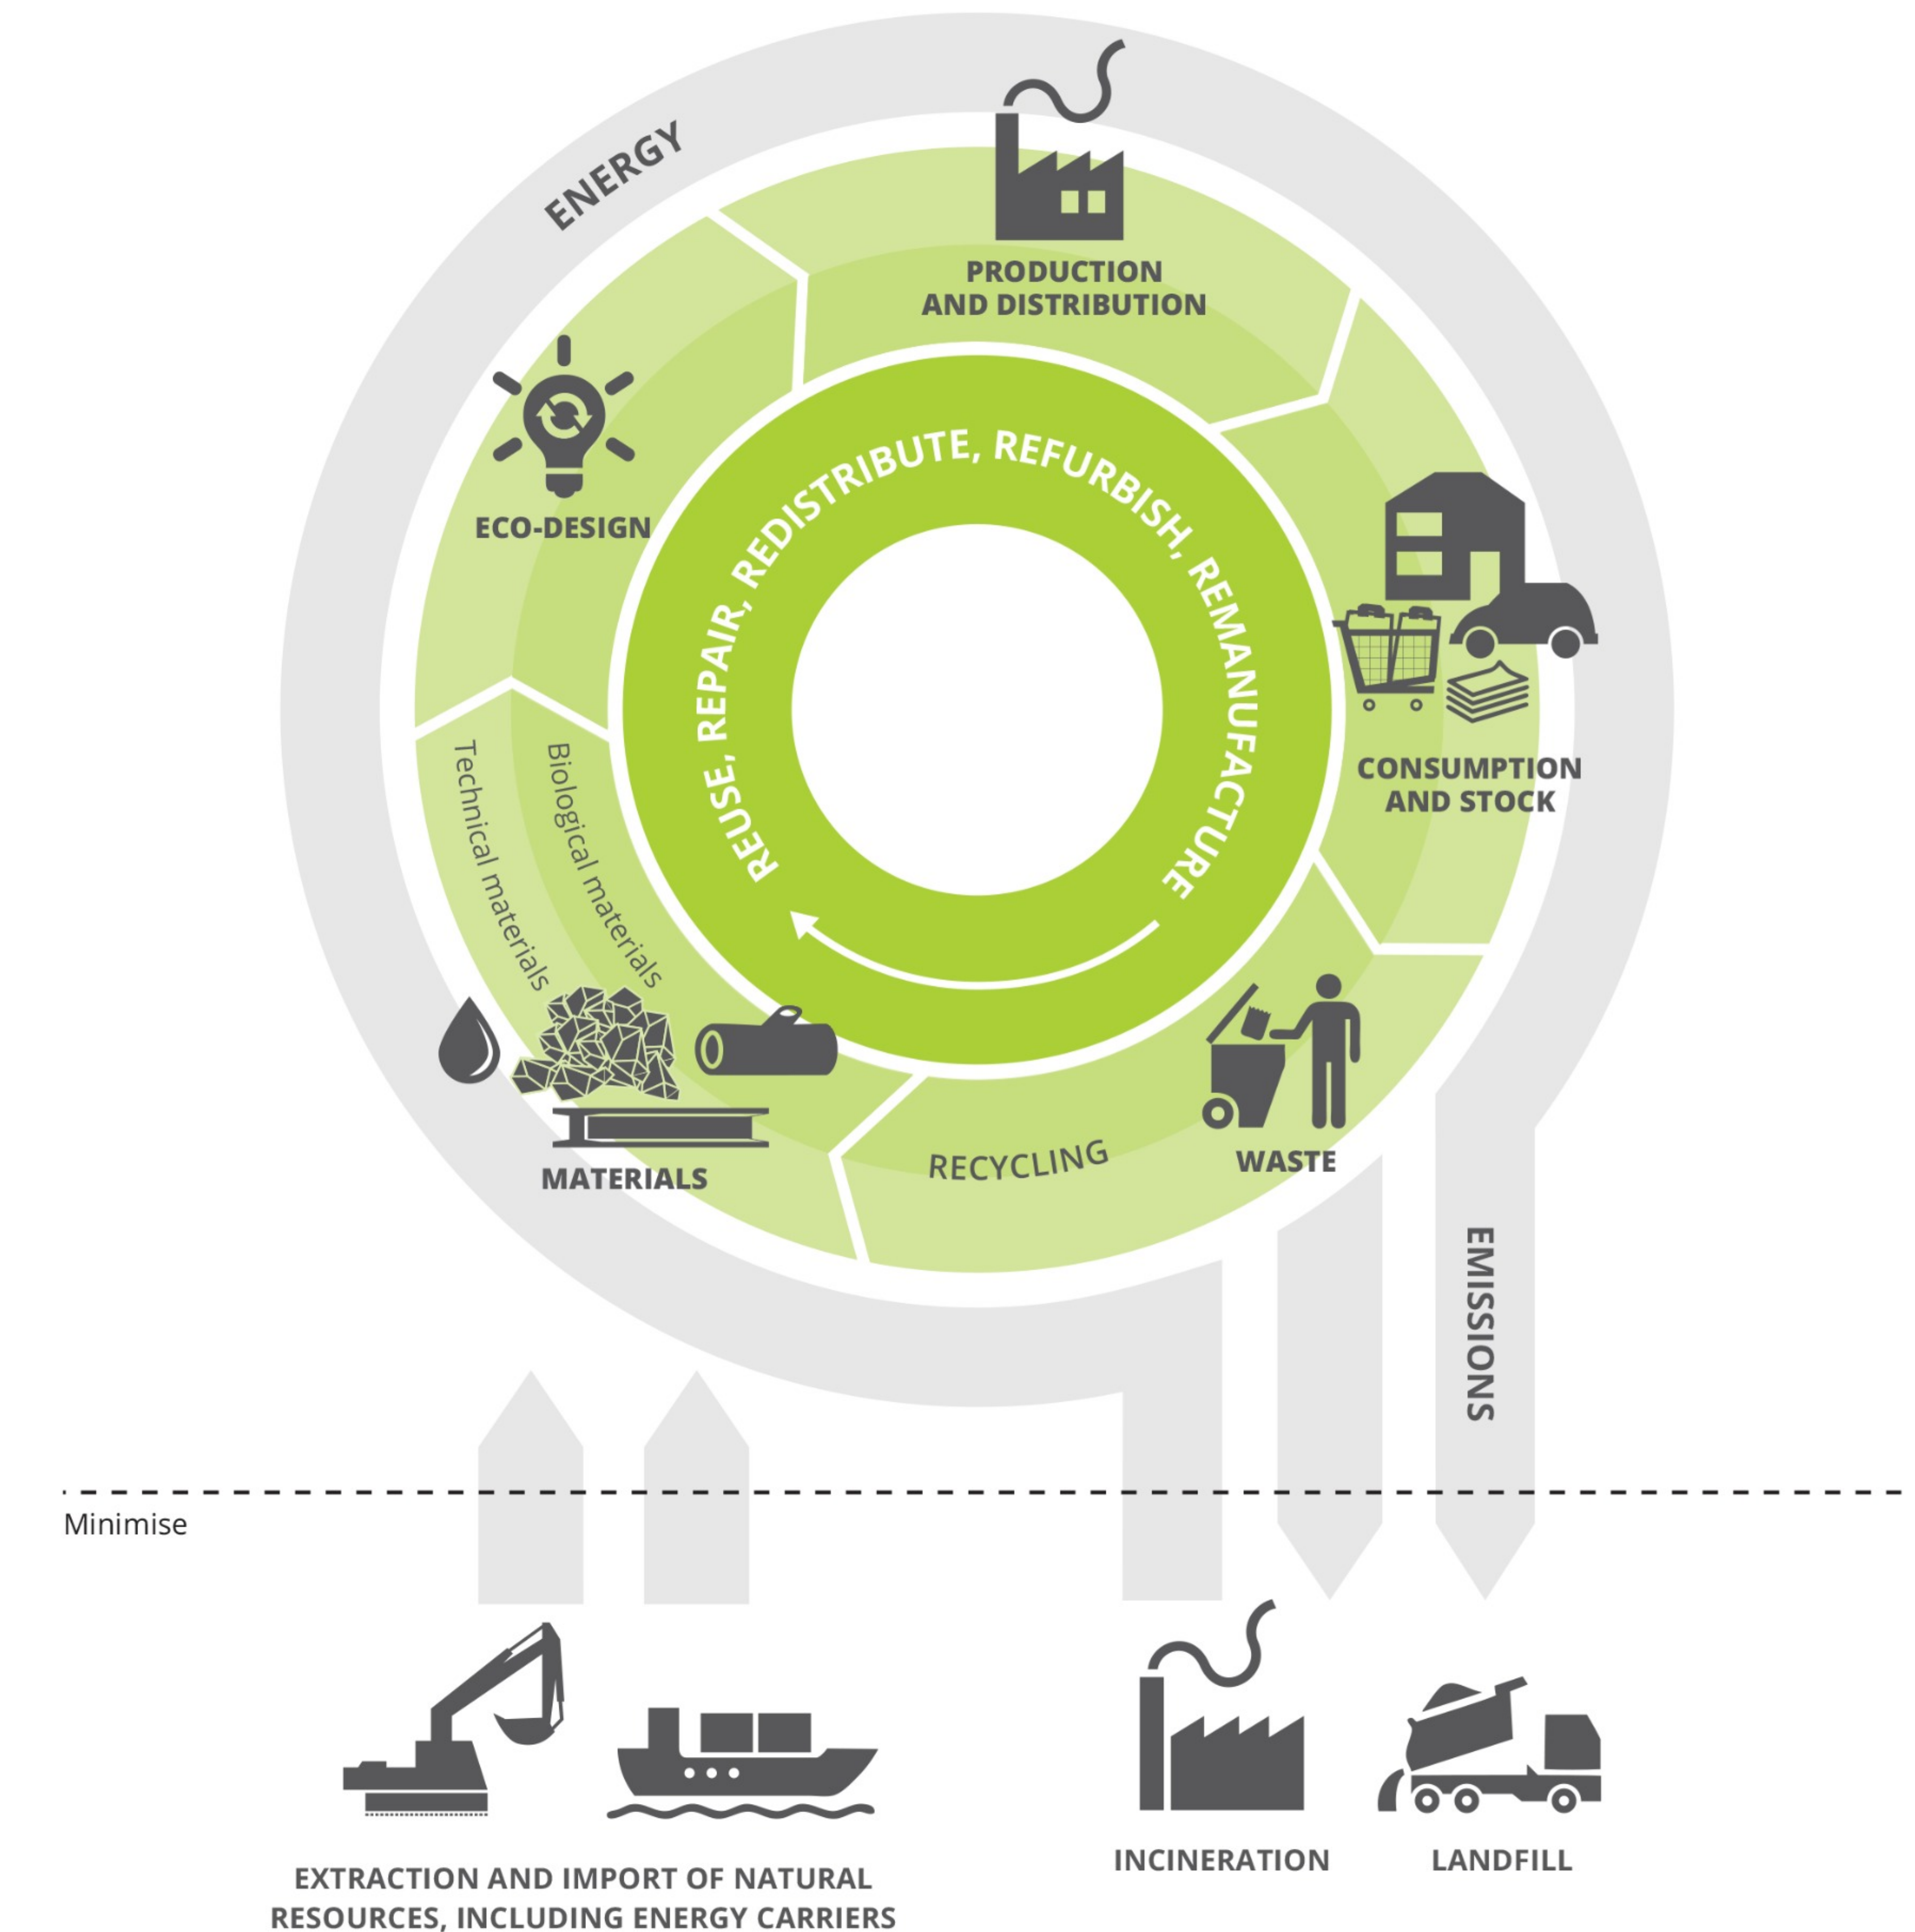 ENERGY
PRODUCTION
AND DISTRIBUTION
ECO-DESIGN
REUSE, REPAIR, REDISTRIBUTE, REFURBISH, REMANUFACTURE
CONSUMPTION
AND STOCK
Technical materials
Biological materials
MATERIALS
RECYCLING
WASTE
EMISSIONS
Minimise
EXTRACTION AND IMPORT OF NATURAL
RESOURCES, INCLUDING ENERGY CARRIERS
INCINERATION
LANDFILL